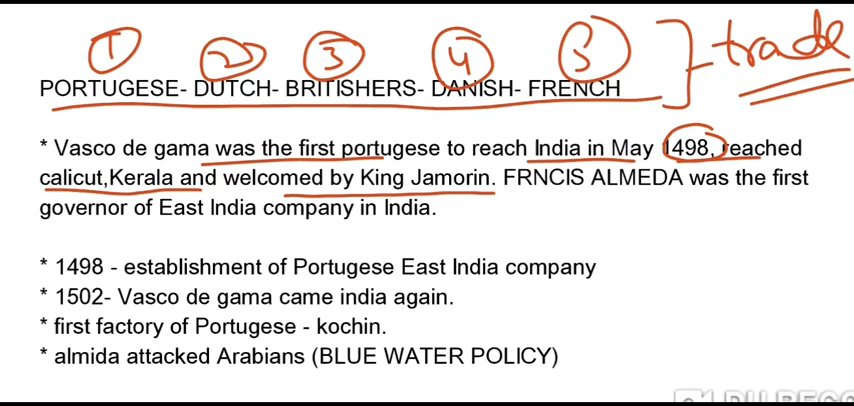 1 2 3 4 5 trade
PORTUGESE- DUTCH- BRITISHERS- DANISH- FRENCH
* Vasco de gama was the first portugese to reach India in May 1498, reached
calicut,Kerala and welcomed by King Jamorin. FRNCIS ALMEDA was the first
governor of East India company in India.
* 1498 - establishment of Portugese East India company
* 1502- Vasco de gama came india again.
* first factory of Portugese - kochin.
* almida attacked Arabians (BLUE WATER POLICY)